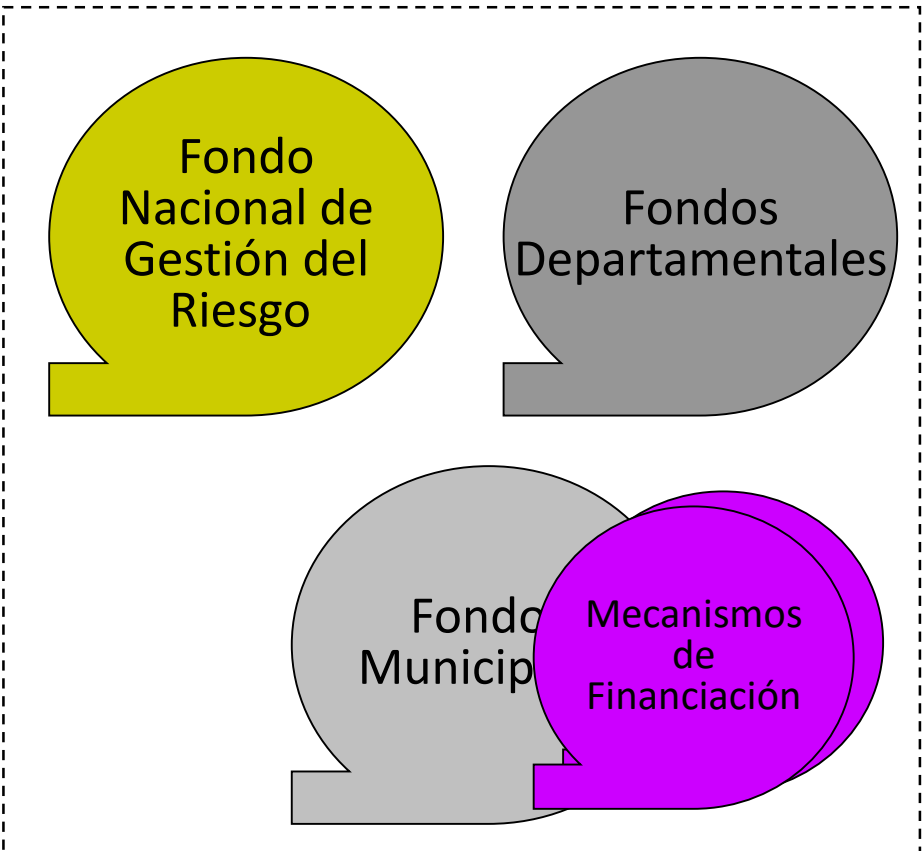 Fondo
Nacional de
Gestión del
Riesgo
Fondos
Departamentales
Fondo
Municip
Mecanismos
de
Financiación